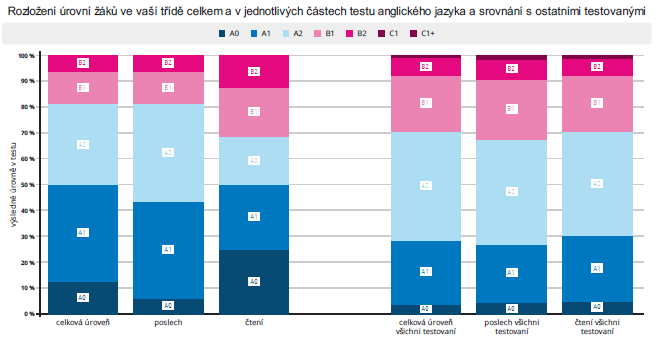 Rozložení úrovní žáků ve vaší třídě celkem a v jednotlivých částech testu anglického jazyka a srovnání s ostatními testovanými
A0 A1 A2 B1 B2 C1 C1+
výsledné úrovně v testu
100 %
90 %
80 %
70 %
60 %
50 %
40 %
30 %
20 %
10 %
0 %
B2 B2 B2 B2 B2 B2
B1 B1 B1 B1 B1 B1
A2 A2 A2 A2 A2 A2
A1 A1 A1 A1 A1 A1
A0 A0 A0 A0 A0 A0
celková úroveň poslech čtení celková úroveň poslech všichni čtení všichni
všichni testovaní testovaní testovaní